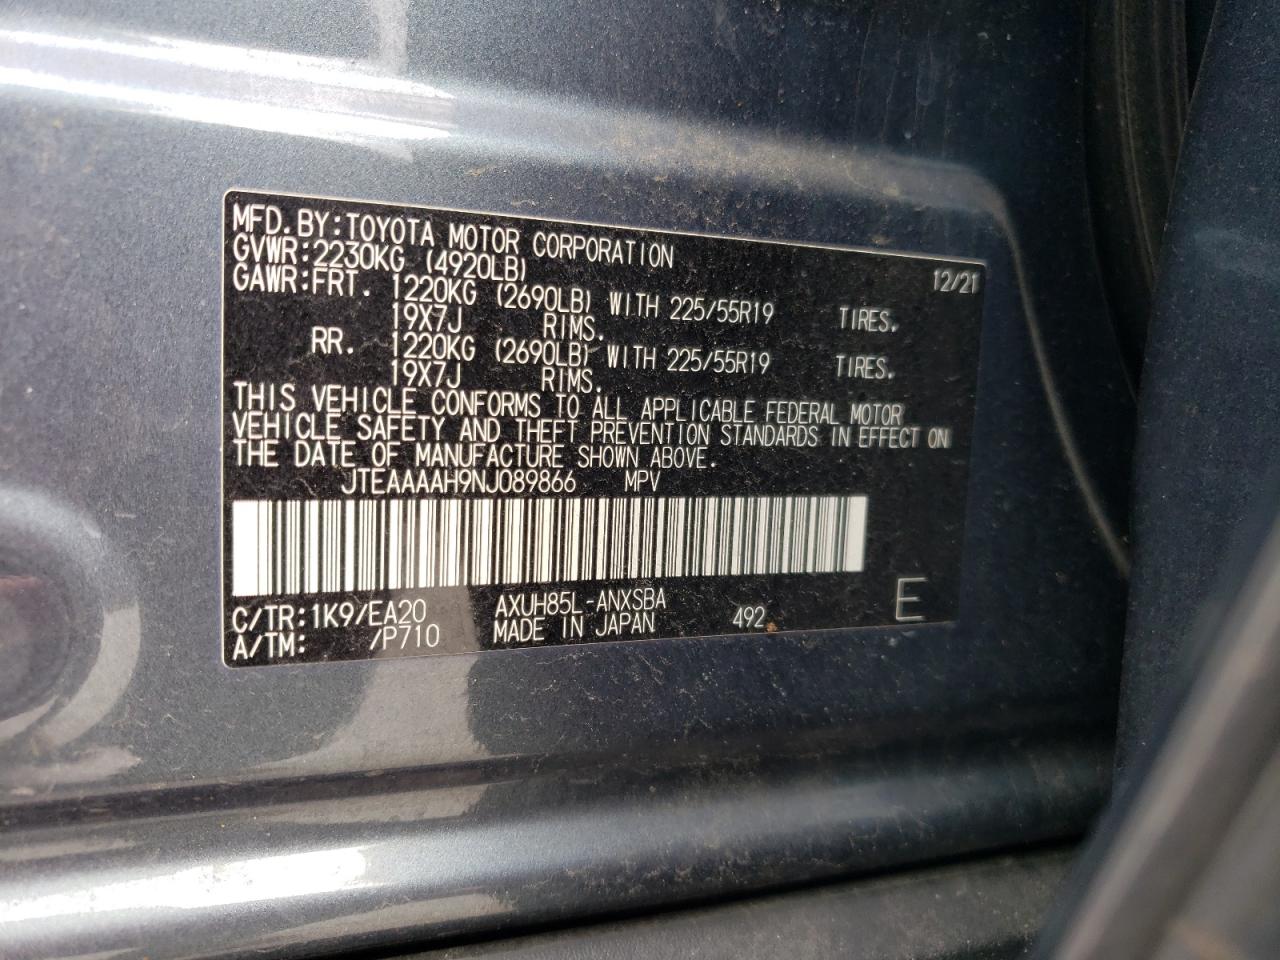 MFD.BY:TOYOTA MOTOR CORPORATION 12/21
GVWR:2230KG (4920LB)
GAWR:FRT. 1220KG (2690LB) WITH 225/55R19 TIRES.
19X7J RIMS.
RR. 1220KG (2690LB) WITH 225/55R19 TIRES.
19X7J RIMS.
THIS VEHICLE CONFORMS TO ALL APPLICABLE FEDERAL MOTOR
VEHICLE SAFETY AND THEFT PREVENTION STANDARDS IN EFFECT ON
THE DATE OF MANUFACTURE SHOWN ABOVE.
JTEAAAAH9NJ089866 MPV
C/TR:1K9/EA20 AXUH85L-ANXSBA 492 E
A/TM: /P710 MADE IN JAPAN